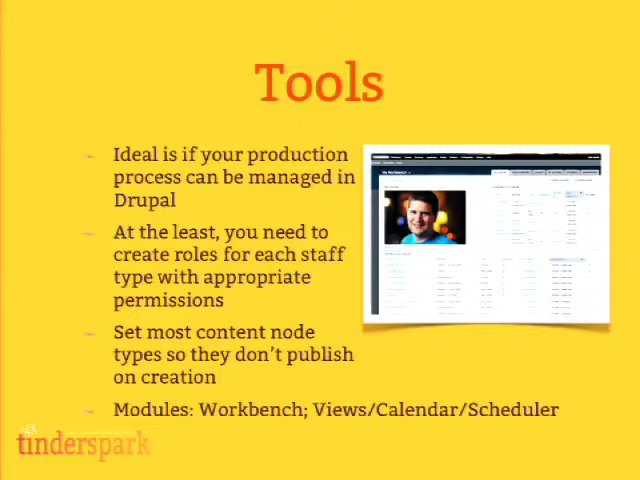 Tools
Ideal is if your production
process can be managed in
Drupal
At the least, you need to
create roles for each staff
type with appropriate
permissions
Set most content node
types so they don't publish
on creation
Modules: Workbench; Views/Calendar/Scheduler
My Workbench
tinderspark